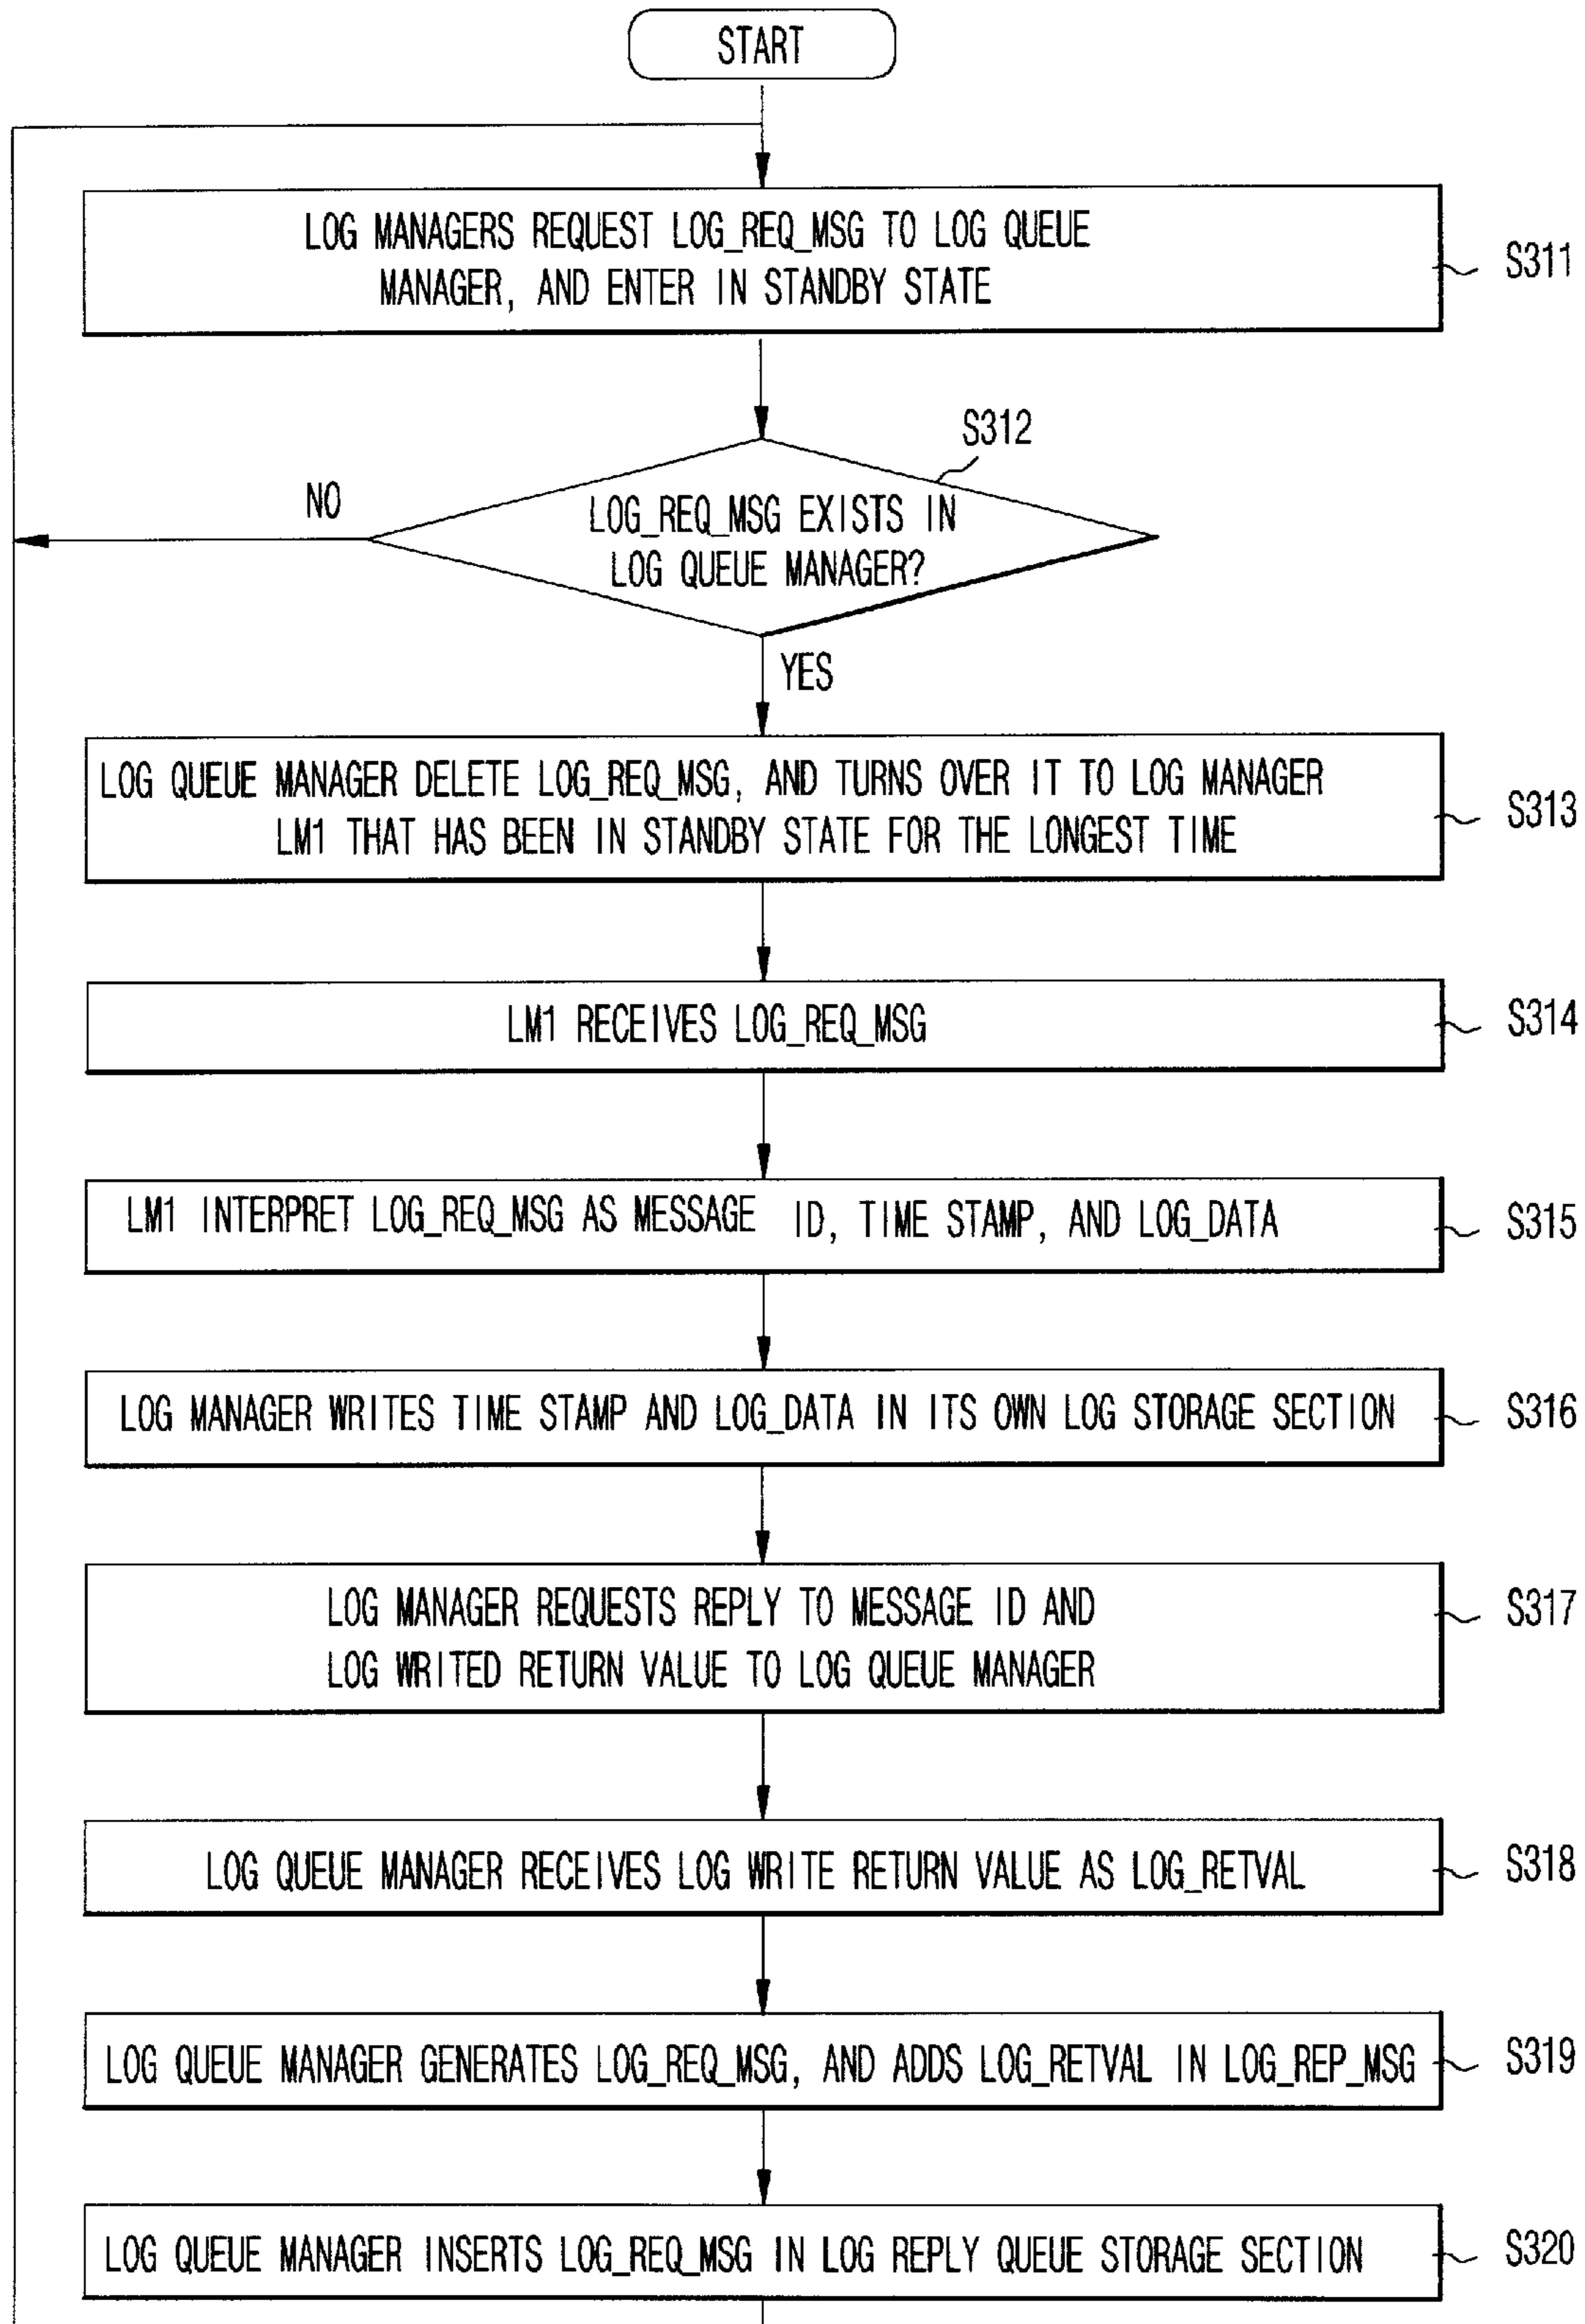 START
LOG MANAGERS REQUEST LOG_REQ_MSG TO LOG QUEUE
MANAGER, AND ENTER IN STANDBY STATE
S311
S312
NO
LOG_REQ_MSG EXISTS IN
LOG QUEUE MANAGER?
YES
LOG QUEUE MANAGER DELETE LOG_REQ_MSG, AND TURNS OVER IT TO LOG MANAGER
LM1 THAT HAS BEEN IN STANDBY STATE FOR THE LONGEST TIME
S313
LM1 RECEIVES LOG_REQ_MSG
S314
LM1 INTERPRET LOG_REQ_MSG AS MESSAGE ID, TIME STAMP, AND LOG_DATA
S315
LOG MANAGER WRITES TIME STAMP AND LOG_DATA IN ITS OWN LOG STORAGE SECTION
S316
LOG MANAGER REQUESTS REPLY TO MESSAGE ID AND
LOG WRITED RETURN VALUE TO LOG QUEUE MANAGER
S317
LOG QUEUE MANAGER RECEIVES LOG WRITE RETURN VALUE AS LOG_RETVAL
S318
LOG QUEUE MANAGER GENERATES LOG_REQ_MSG, AND ADDS LOG_RETVAL IN LOG_REP_MSG
S319
LOG QUEUE MANAGER INSERTS LOG_REQ_MSG IN LOG REPLY QUEUE STORAGE SECTION
S320